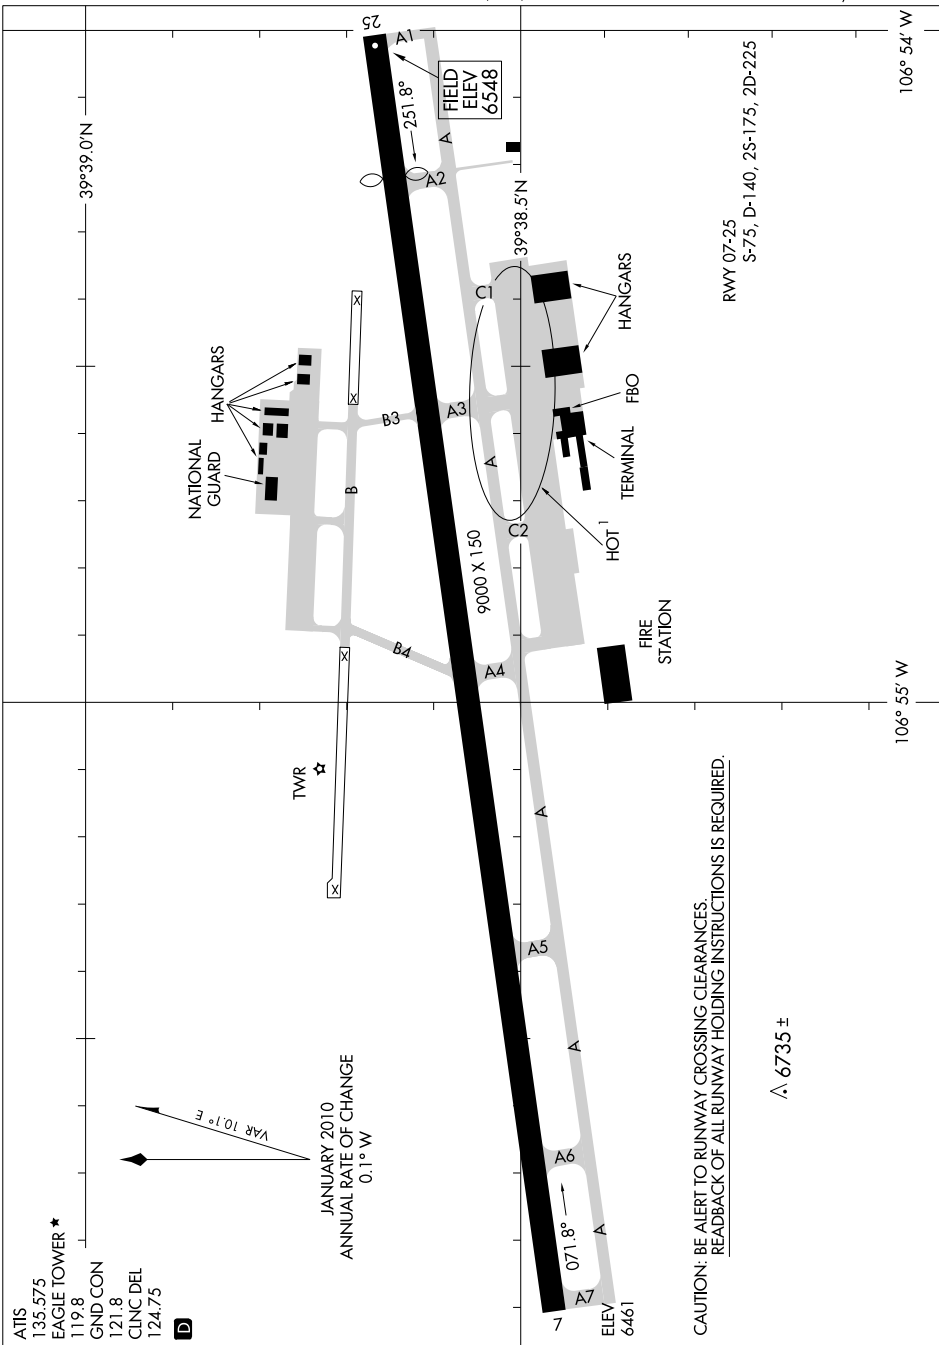 ATIS
135.575
EAGLE TOWER ★
119.8
GND CON
121.8
CLNC DEL
124.75
D
VAR 10.1° E
JANUARY 2010
ANNUAL RATE OF CHANGE
0.1° W
39°39.0'N
TWR
NATIONAL
GUARD
HANGARS
X
X
X
X
B
B3
B4
25
A1
FIELD
ELEV
6548
251.8°
A2
A
A3
A
C1
39°38.5'N
C2
9000 X 150
A4
A
A5
A
A6
071.8°
A
A7
7
ELEV
6461
HANGARS
FBO
TERMINAL
HOT 1
FIRE
STATION
RWY 07-25
S-75, D-140, 2S-175, 2D-225
CAUTION: BE ALERT TO RUNWAY CROSSING CLEARANCES.
READBACK OF ALL RUNWAY HOLDING INSTRUCTIONS IS REQUIRED.
6735 ±
106° 55' W
106° 54' W